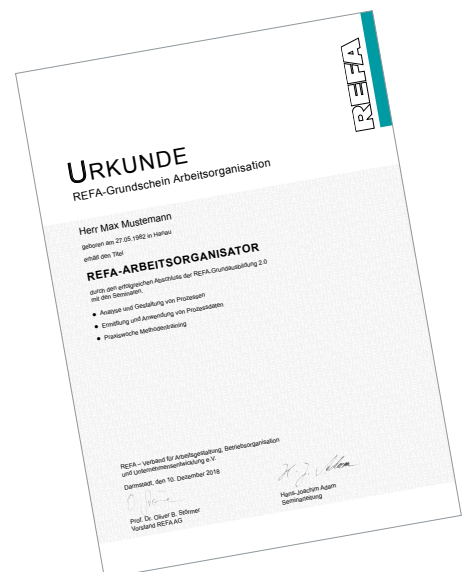 REFA
URKUNDE
REFA-Grundschein Arbeitsorganisation
Herr Max Mustemann
geboren am 27.05.1982 in Hanau
erhält den Titel
REFA-ARBEITSORGANISATOR
durch den erfolgreichen Abschluss der REFA-Grundausbildung 2.0
mit den Seminaren:
• Analyse und Gestaltung von Prozessen
• Ermittlung und Anwendung von Prozessdaten
• Praxiswoche Methodentraining
REFA – Verband für Arbeitsgestaltung, Betriebsorganisation
und Unternehmensentwicklung e.V.
Darmstadt, den 10. Dezember 2018
Prof. Dr. Oliver B. Störmer
Vorstand REFA AG
Hans-Joachim Adam
Seminarleitung